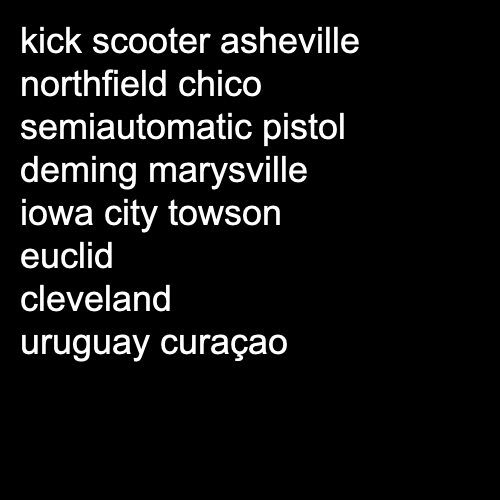 kick scooter asheville
northfield chico
semiautomatic pistol
deming marysville
iowa city towson
euclid
cleveland
uruguay curaçao